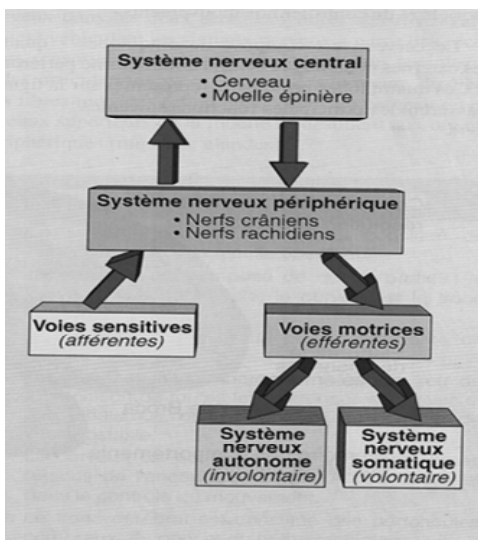 Système nerveux central
• Cerveau
• Moelle épinière
Système nerveux périphérique
• Nerfs crâniens
• Nerfs rachidiens
Voies sensitives
(afférentes)
Voies motrices
(efférentes)
Système
nerveux
autonome
(involontaire)
Système
nerveux
somatique
(volontaire)